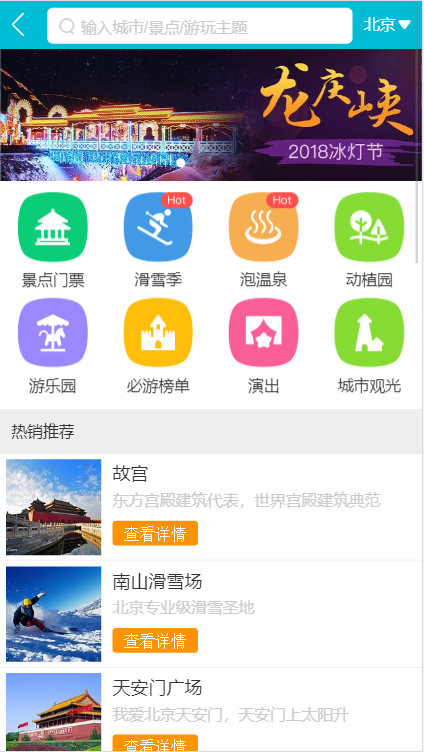 输入城市/景点/游玩主题
北京
龙庆峡
2018冰灯节
Hot
Hot
景点门票
滑雪季
泡温泉
动植园
游乐园
必游榜单
演出
城市观光
热销推荐
故宫
东方宫殿建筑代表，世界宫殿建筑典范
查看详情
南山滑雪场
北京专业级滑雪圣地
查看详情
天安门广场
我爱北京天安门，天安门上太阳升
查看详情